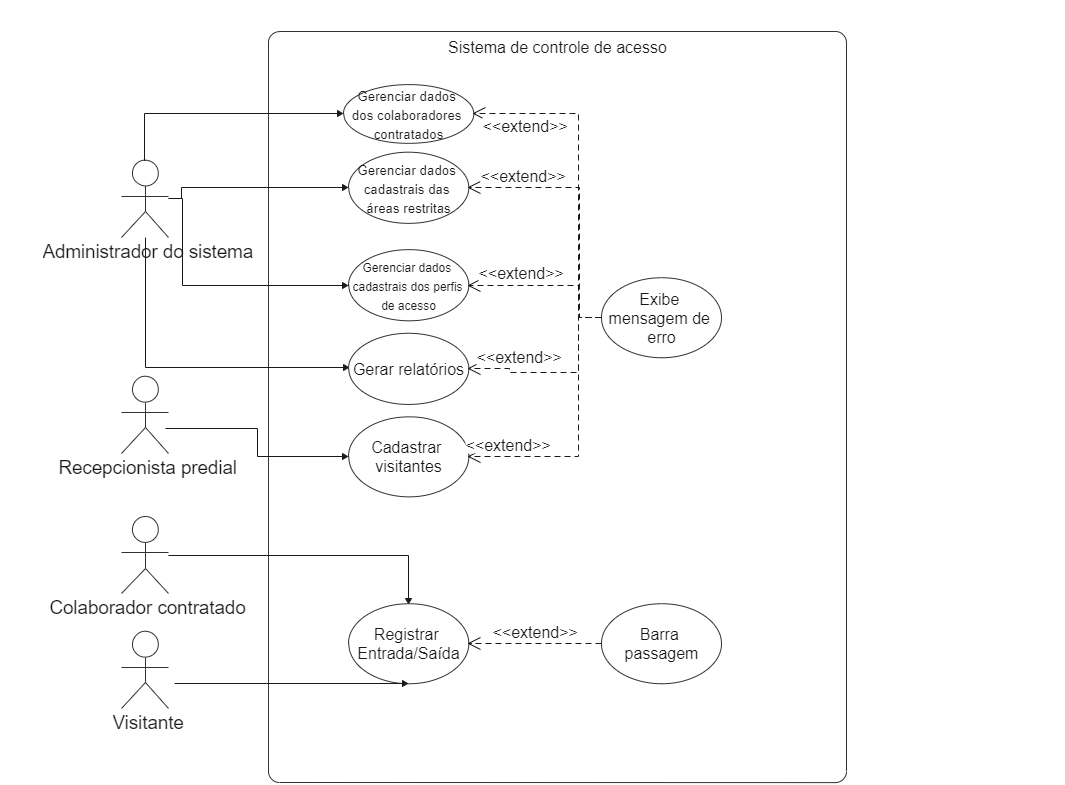 Sistema de controle de acesso
Gerenciar dados
dos colaboradores
contratados
<<extend>>
Gerenciar dados
cadastrais das
áreas restritas
<<extend>>
Administrador do sistema
Gerenciar dados
cadastrais dos perfis
de acesso
<<extend>>
Exibe
mensagem de
erro
Gerar relatórios
<<extend>>
Recepcionista predial
Cadastrar
visitantes
<<extend>>
Colaborador contratado
Registrar
Entrada/Saída
<<extend>>
Barra
passagem
Visitante